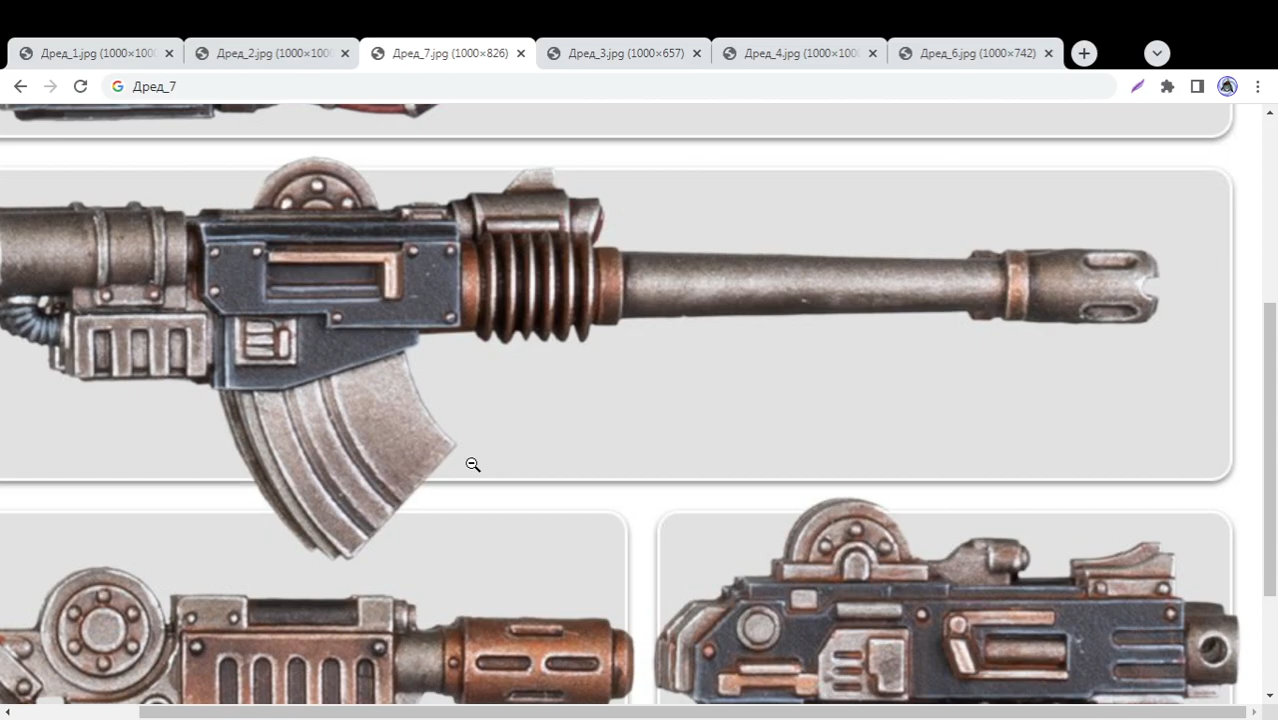 Дред_1.jpg (1000×100
Дред_2.jpg (1000×100
Дред_7.jpg (1000×826)
Дред_3.jpg (1000×657)
Дред_4.jpg (1000×100
Дред_6.jpg (1000×742)
Дред_7